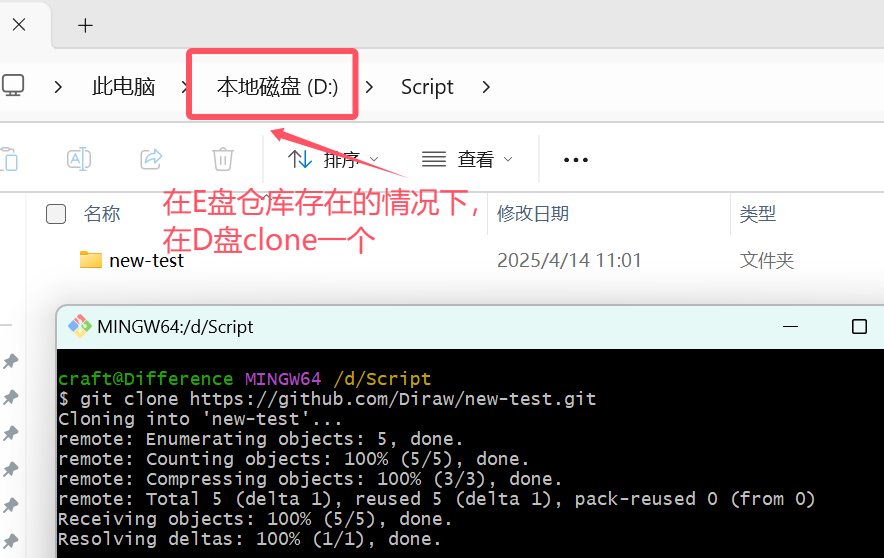 此电脑 本地磁盘 (D:) Script
排序 查看
在E盘仓库存在的情况下，
在D盘clone一个
名称 修改日期 类型
new-test 2025/4/14 11:01 文件夹
MINGW64:/d/Script
craft@Difference MINGW64 /d/Script
$ git clone https://github.com/Diraw/new-test.git
Cloning into 'new-test'...
remote: Enumerating objects: 5, done.
remote: Counting objects: 100% (5/5), done.
remote: Compressing objects: 100% (3/3), done.
remote: Total 5 (delta 1), reused 5 (delta 1), pack-reused 0 (from 0)
Receiving objects: 100% (5/5), done.
Resolving deltas: 100% (1/1), done.